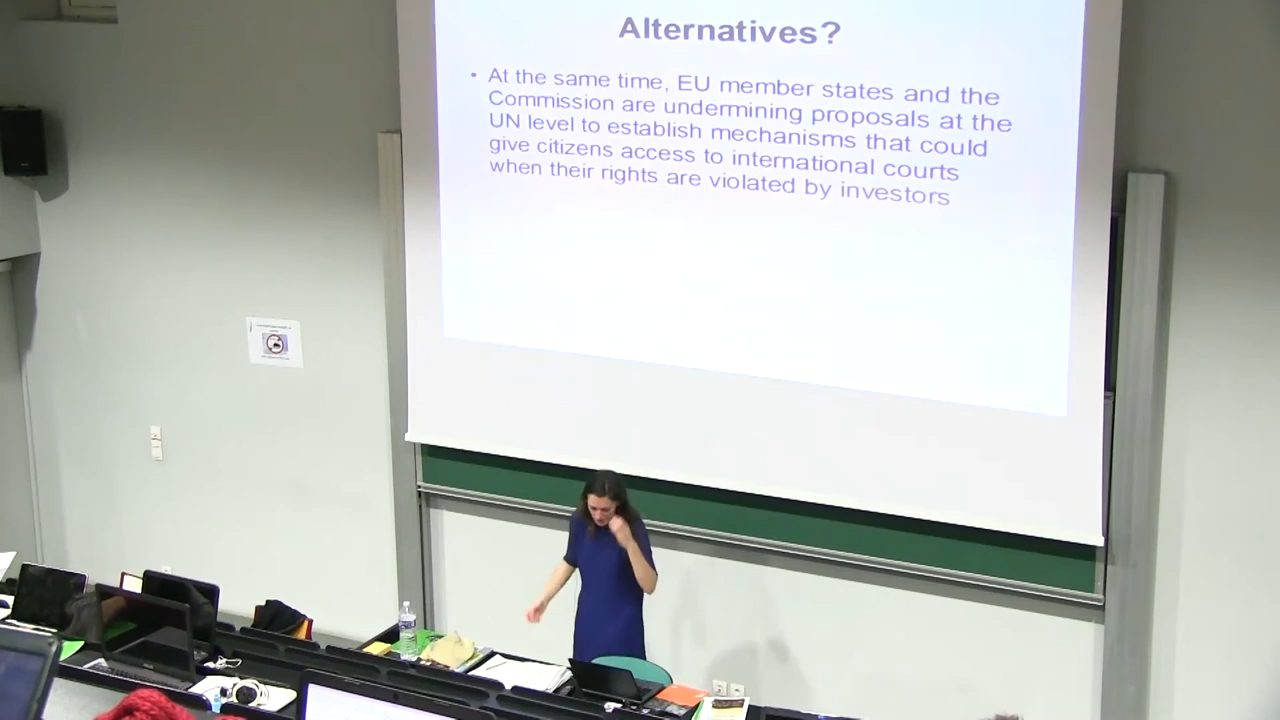 Alternatives?
• At the same time, EU member states and the
Commission are undermining proposals at the
UN level to establish mechanisms that could
give citizens access to international courts
when their rights are violated by investors